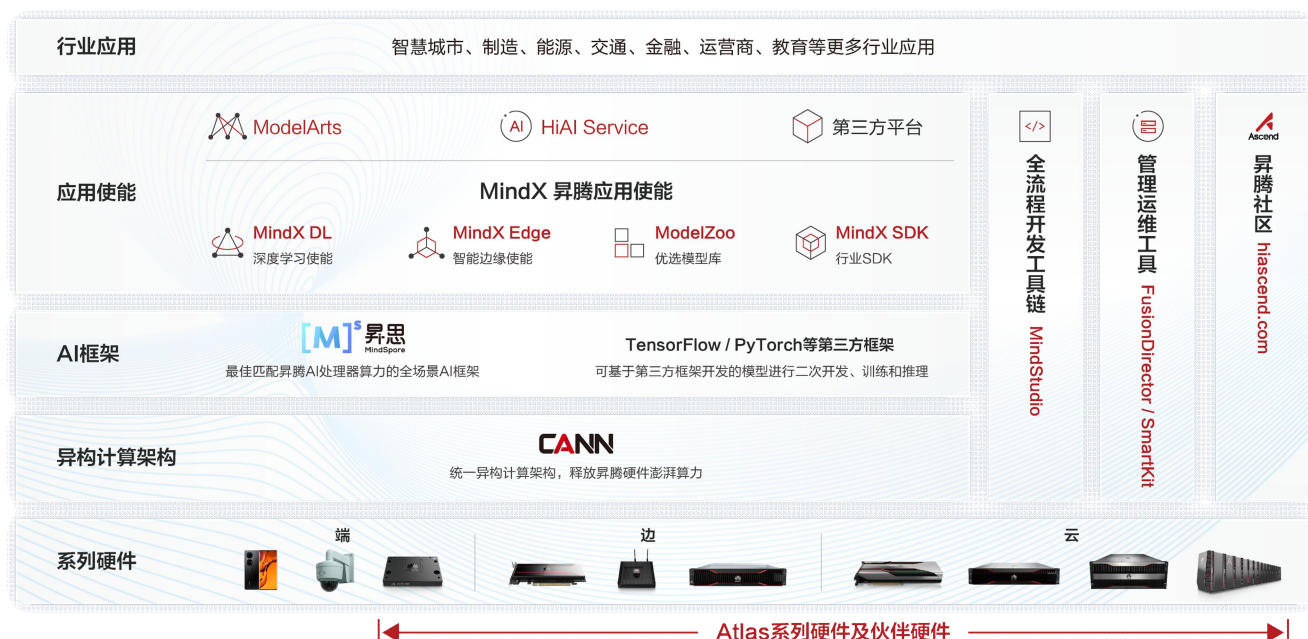 行业应用
智慧城市、制造、能源、交通、金融、运营商、教育等更多行业应用
应用使能
ModelArts
AI
HiAI Service
第三方平台
MindX 昇腾应用使能
MindX DL
深度学习使能
MindX Edge
智能边缘使能
ModelZoo
优选模型库
MindX SDK
行业SDK
AI框架
[M]s
昇思
MindSpore
最佳匹配昇腾AI处理器算力的全场景AI框架
TensorFlow / PyTorch等第三方框架
可基于第三方框架开发的模型进行二次开发、训练和推理
异构计算架构
CANN
统一异构计算架构，释放昇腾硬件澎湃算力
</>
全流程开发工具链 MindStudio
管理运维工具 FusionDirector / SmartKit
Ascend
昇腾社区 hiascend.com
系列硬件
端
边
云
Atlas系列硬件及伙伴硬件